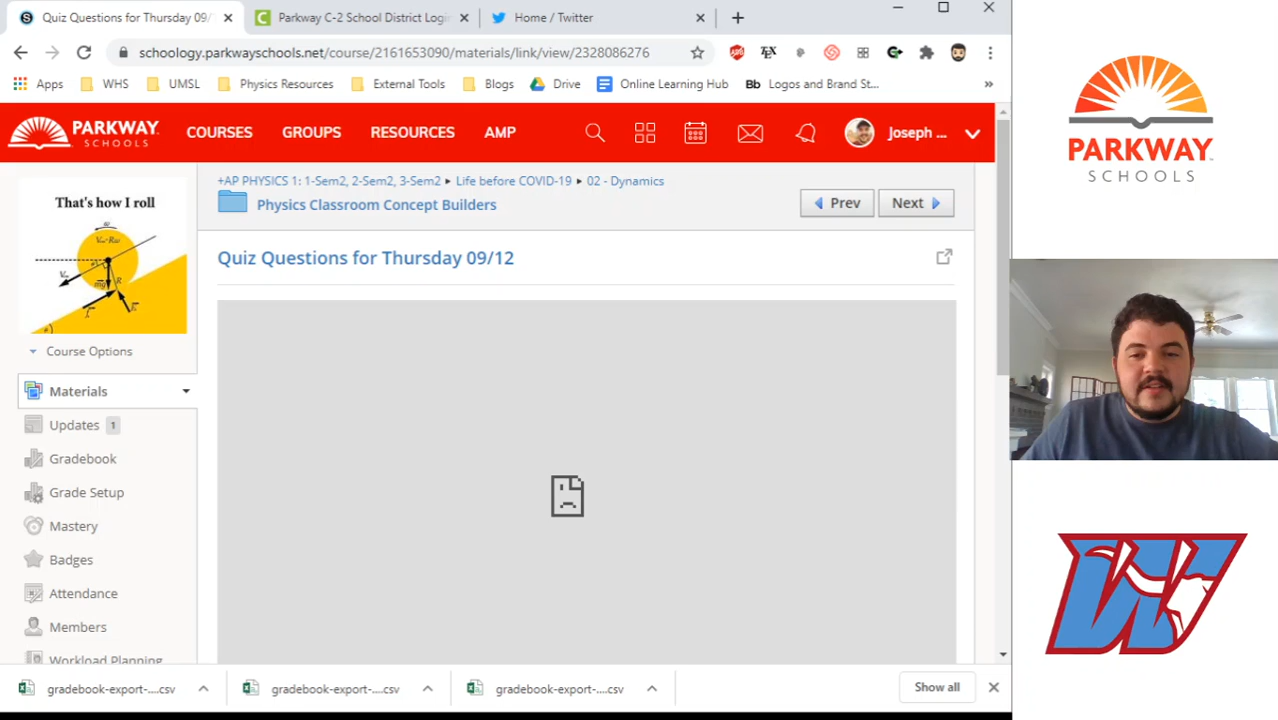 Quiz Questions for Thursday 09/
Parkway C-2 School District Login
Home / Twitter
schoology.parkwayschools.net/course/2161653090/materials/link/view/2328086276
Apps WHS UMSL Physics Resources External Tools Blogs Drive Online Learning Hub Bb Logos and Brand St... »
PARKWAY
SCHOOLS
COURSES GROUPS RESOURCES AMP Joseph ...
+AP PHYSICS 1: 1-Sem2, 2-Sem2, 3-Sem2 ▸ Life before COVID-19 ▸ 02 - Dynamics
Physics Classroom Concept Builders
Prev Next
That's how I roll
Quiz Questions for Thursday 09/12
Course Options
Materials
Updates 1
Gradebook
Grade Setup
Mastery
Badges
Attendance
Members
Workload Planning
gradebook-export-....csv
gradebook-export-....csv
gradebook-export-....csv
Show all
PARKWAY
SCHOOLS
W